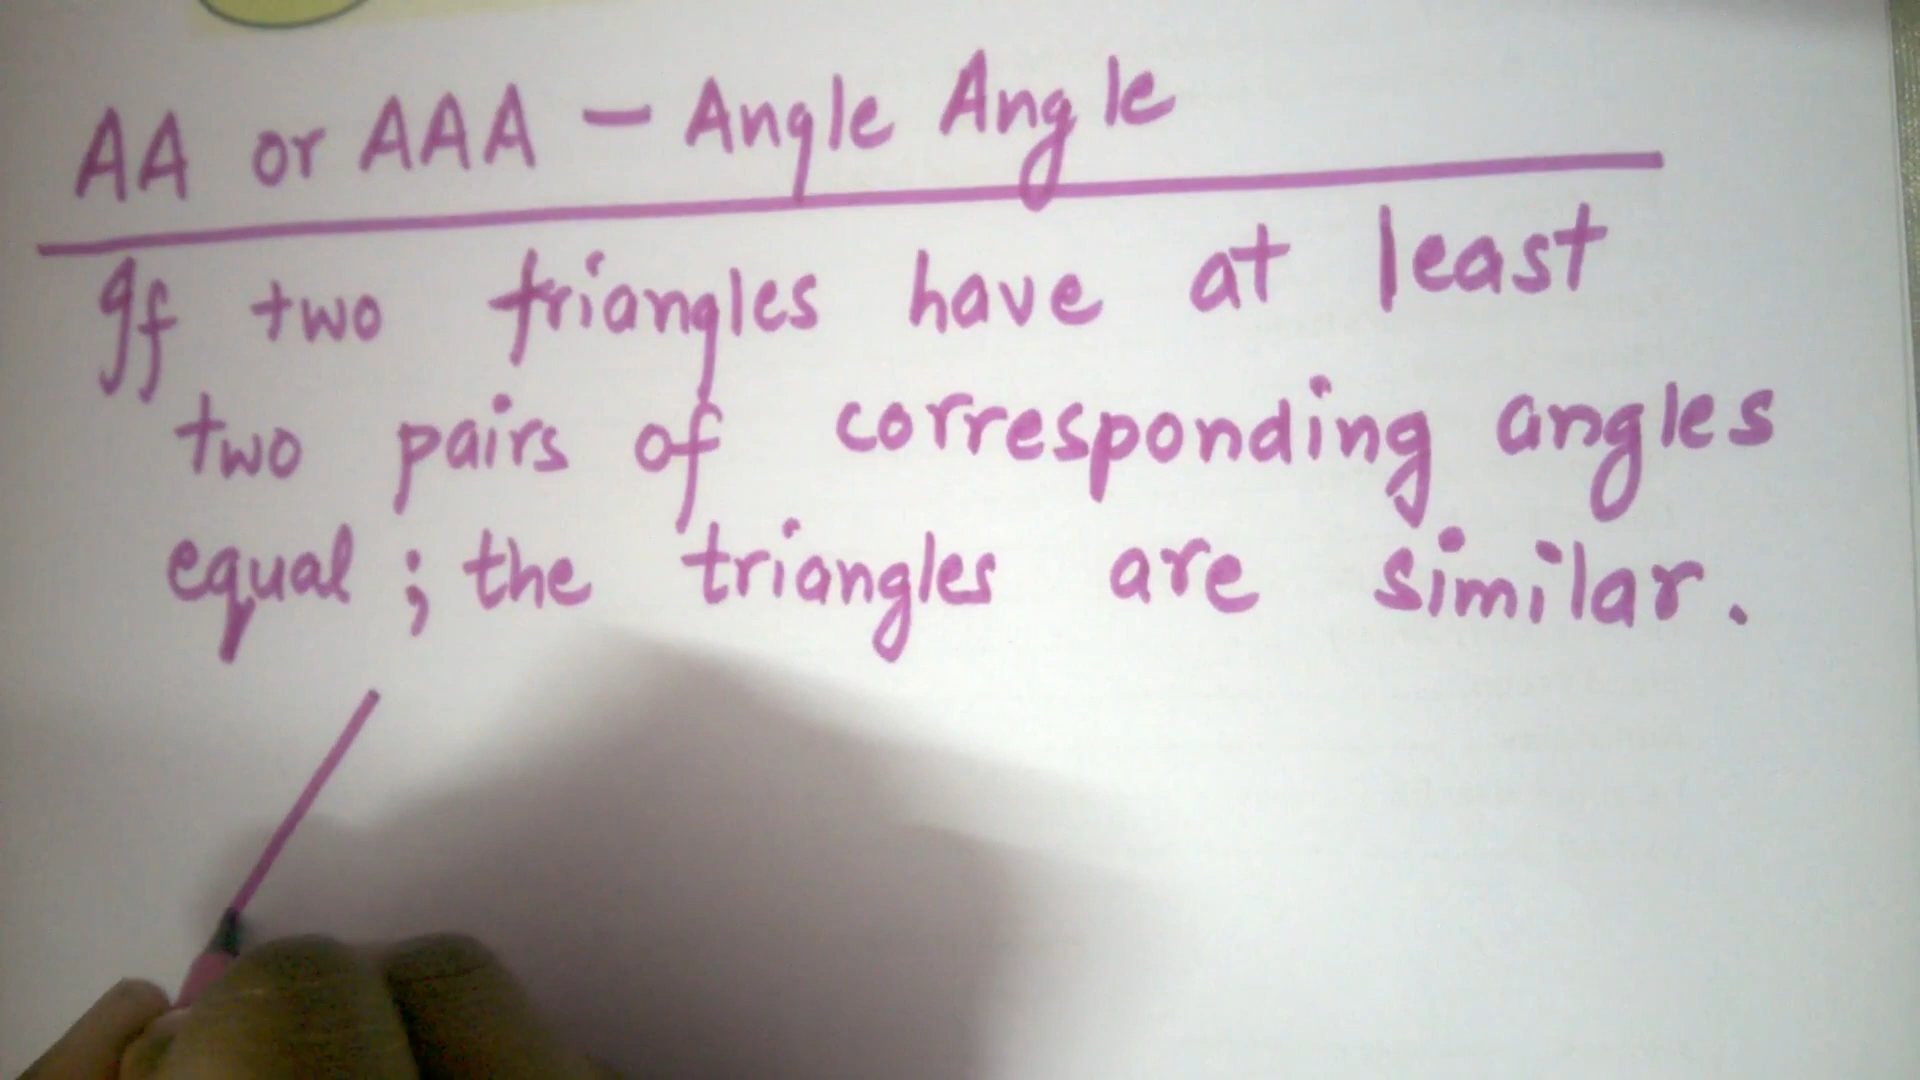 AA or AAA - Angle Angle
If two triangles have at least
two pairs of corresponding angles
equal ; the triangles are similar.